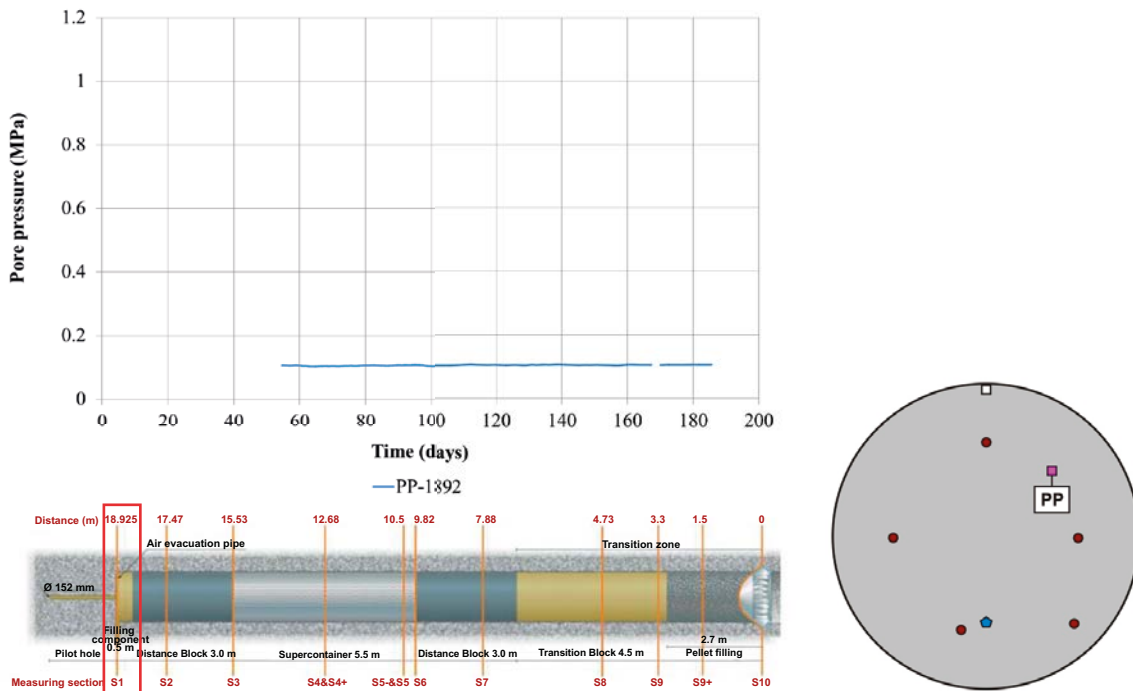 1.2
1
0.8
0.6
0.4
0.2
0
0 20 40 60 80 100 120 140 160 180 200
Pore pressure (MPa)
Time (days)
PP-1892
PP
Distance (m) 18.925 17.47 15.53 12.68 10.5 9.82 7.88 4.73 3.3 1.5 0
Air evacuation pipe
Transition zone
Ø 152 mm
Filling
component
0.5 m
2.7 m
Pilot hole Distance Block 3.0 m Supercontainer 5.5 m Distance Block 3.0 m Transition Block 4.5 m Pellet filling
Measuring section S1 S2 S3 S4&S4+ S5-&S5 S6 S7 S8 S9 S9+ S10